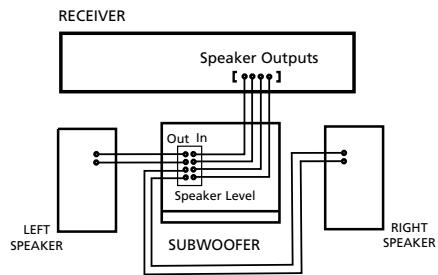 RECEIVER
Speaker Outputs
Out In
Speaker Level
LEFT
SPEAKER
SUBWOOFER
RIGHT
SPEAKER